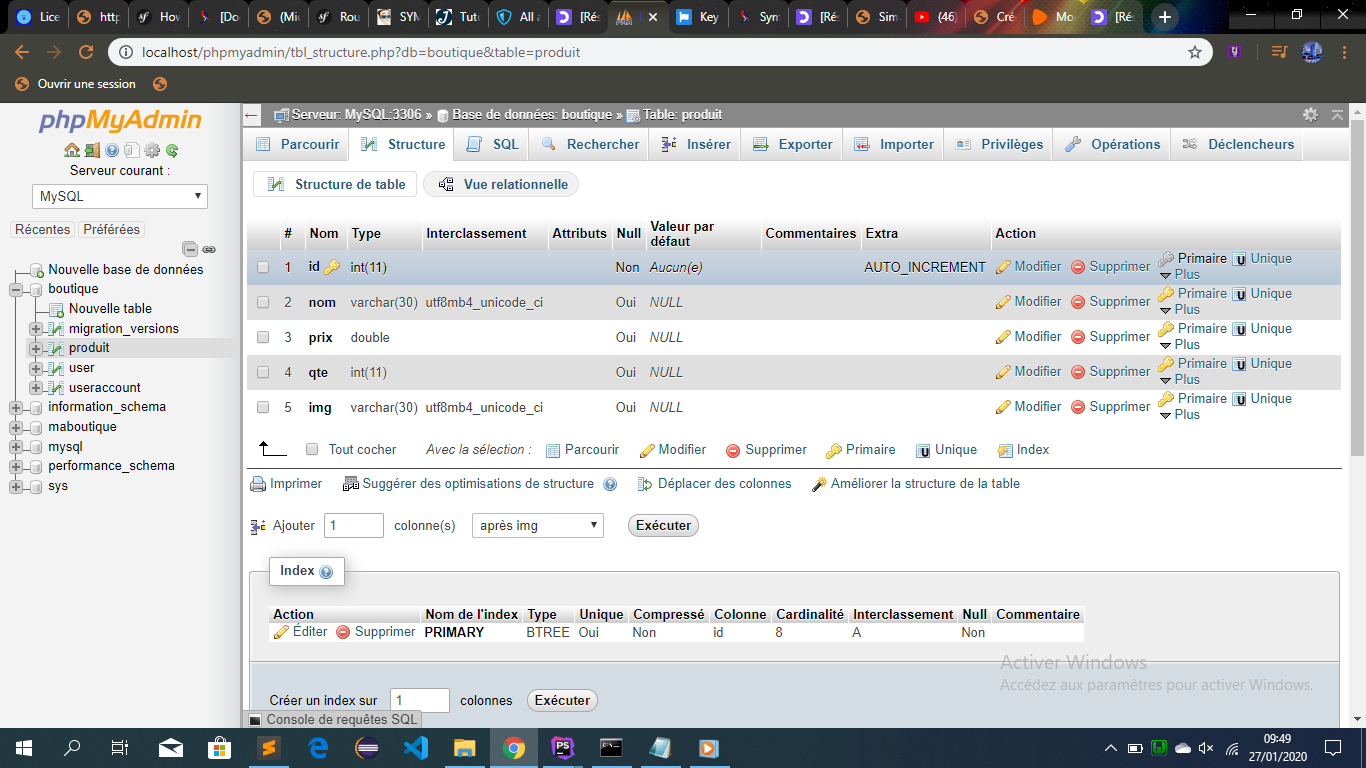 Lice http How [Do (Mic Rou SYM Tuto All a [Rés Key Sym [Rés Sim (46) Cré Mo [Rés
localhost/phpmyadmin/tbl_structure.php?db=boutique&table=produit
Ouvrir une session
phpMyAdmin
Serveur courant :
MySQL
Récentes Préférées
Nouvelle base de données
boutique
Nouvelle table
migration_versions
produit
user
useraccount
information_schema
maboutique
mysql
performance_schema
sys
Serveur: MySQL:3306 » Base de données: boutique » Table: produit
Parcourir Structure SQL Rechercher Insérer Exporter Importer Privilèges Opérations Déclencheurs
Structure de table Vue relationnelle
# Nom Type Interclassement Attributs Null Valeur par défaut Commentaires Extra Action
1 id int(11) Non Aucun(e) AUTO_INCREMENT Modifier Supprimer Primaire Unique
Plus
2 nom varchar(30) utf8mb4_unicode_ci Oui NULL Modifier Supprimer Primaire Unique
Plus
3 prix double Oui NULL Modifier Supprimer Primaire Unique
Plus
4 qte int(11) Oui NULL Modifier Supprimer Primaire Unique
Plus
5 img varchar(30) utf8mb4_unicode_ci Oui NULL Modifier Supprimer Primaire Unique
Plus
Tout cocher Avec la sélection : Parcourir Modifier Supprimer Primaire Unique Index
Imprimer Suggérer des optimisations de structure Déplacer des colonnes Améliorer la structure de la table
Ajouter 1 colonne(s) après img Exécuter
Index
Action Nom de l'index Type Unique Compressé Colonne Cardinalité Interclassement Null Commentaire
Éditer Supprimer PRIMARY BTREE Oui Non id 8 A Non
Activer Windows
Accédez aux paramètres pour activer Windows.
Créer un index sur 1 colonnes Exécuter
Console de requêtes SQL
09:49
27/01/2020